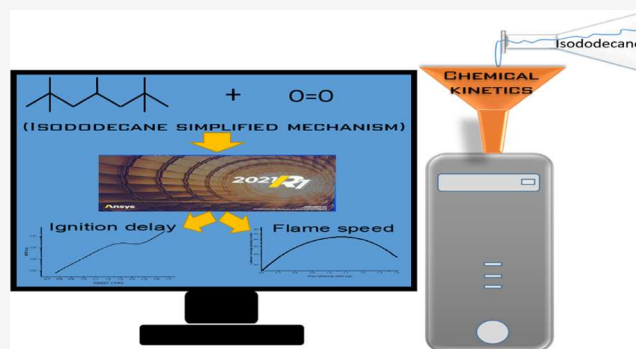 Isododecane
CHEMICAL
KINETICS
+ O=O
(ISODODECANE SIMPLIFIED MECHANISM)
2021 R1
Ansys
Ignition delay
Flame speed